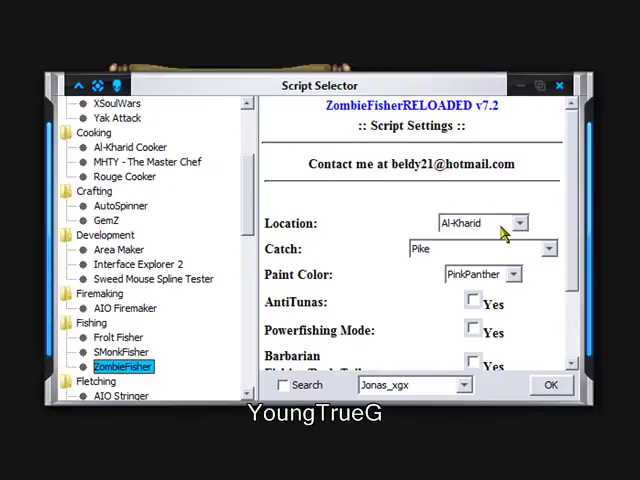 Script Selector
XSoulWars
Yak Attack
Cooking
Al-Kharid Cooker
MHTY - The Master Chef
Rouge Cooker
Crafting
AutoSpinner
GemZ
Development
Area Maker
Interface Explorer 2
Sweed Mouse Spline Tester
Firemaking
AIO Firemaker
Fishing
Frolt Fisher
SMonkFisher
ZombieFisher
Fletching
AIO Stringer
ZombieFisherRELOADED v7.2
:: Script Settings ::
Contact me at beldy21@hotmail.com
Location: Al-Kharid
Catch: Pike
Paint Color: PinkPanther
AntiTunas: Yes
Powerfishing Mode: Yes
Barbarian
Yes
Search Jonas_xgx OK
YoungTrueG